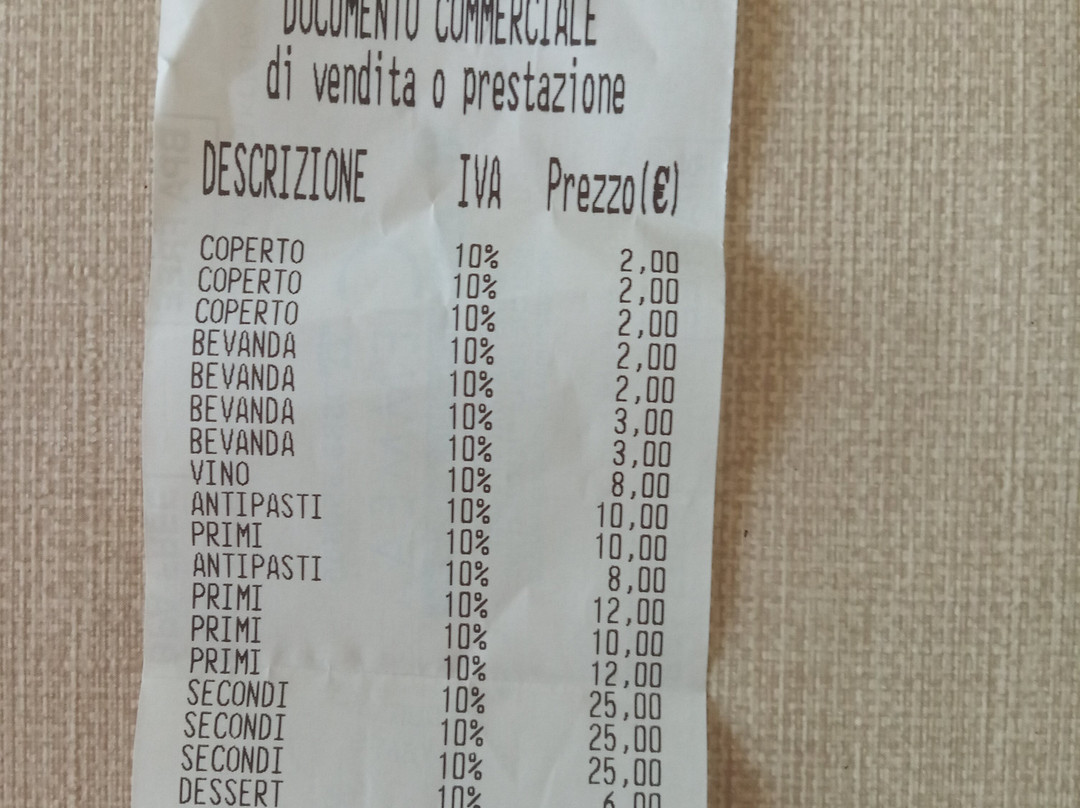 DOCUMENTO COMMERCIALE
di vendita o prestazione
DESCRIZIONE IVA Prezzo(€)
COPERTO 10% 2,00
COPERTO 10% 2,00
COPERTO 10% 2,00
BEVANDA 10% 2,00
BEVANDA 10% 2,00
BEVANDA 10% 3,00
BEVANDA 10% 3,00
VINO 10% 8,00
ANTIPASTI 10% 10,00
PRIMI 10% 10,00
ANTIPASTI 10% 8,00
PRIMI 10% 12,00
PRIMI 10% 10,00
PRIMI 10% 12,00
SECONDI 10% 25,00
SECONDI 10% 25,00
SECONDI 10% 25,00
DESSERT 10% 6,00